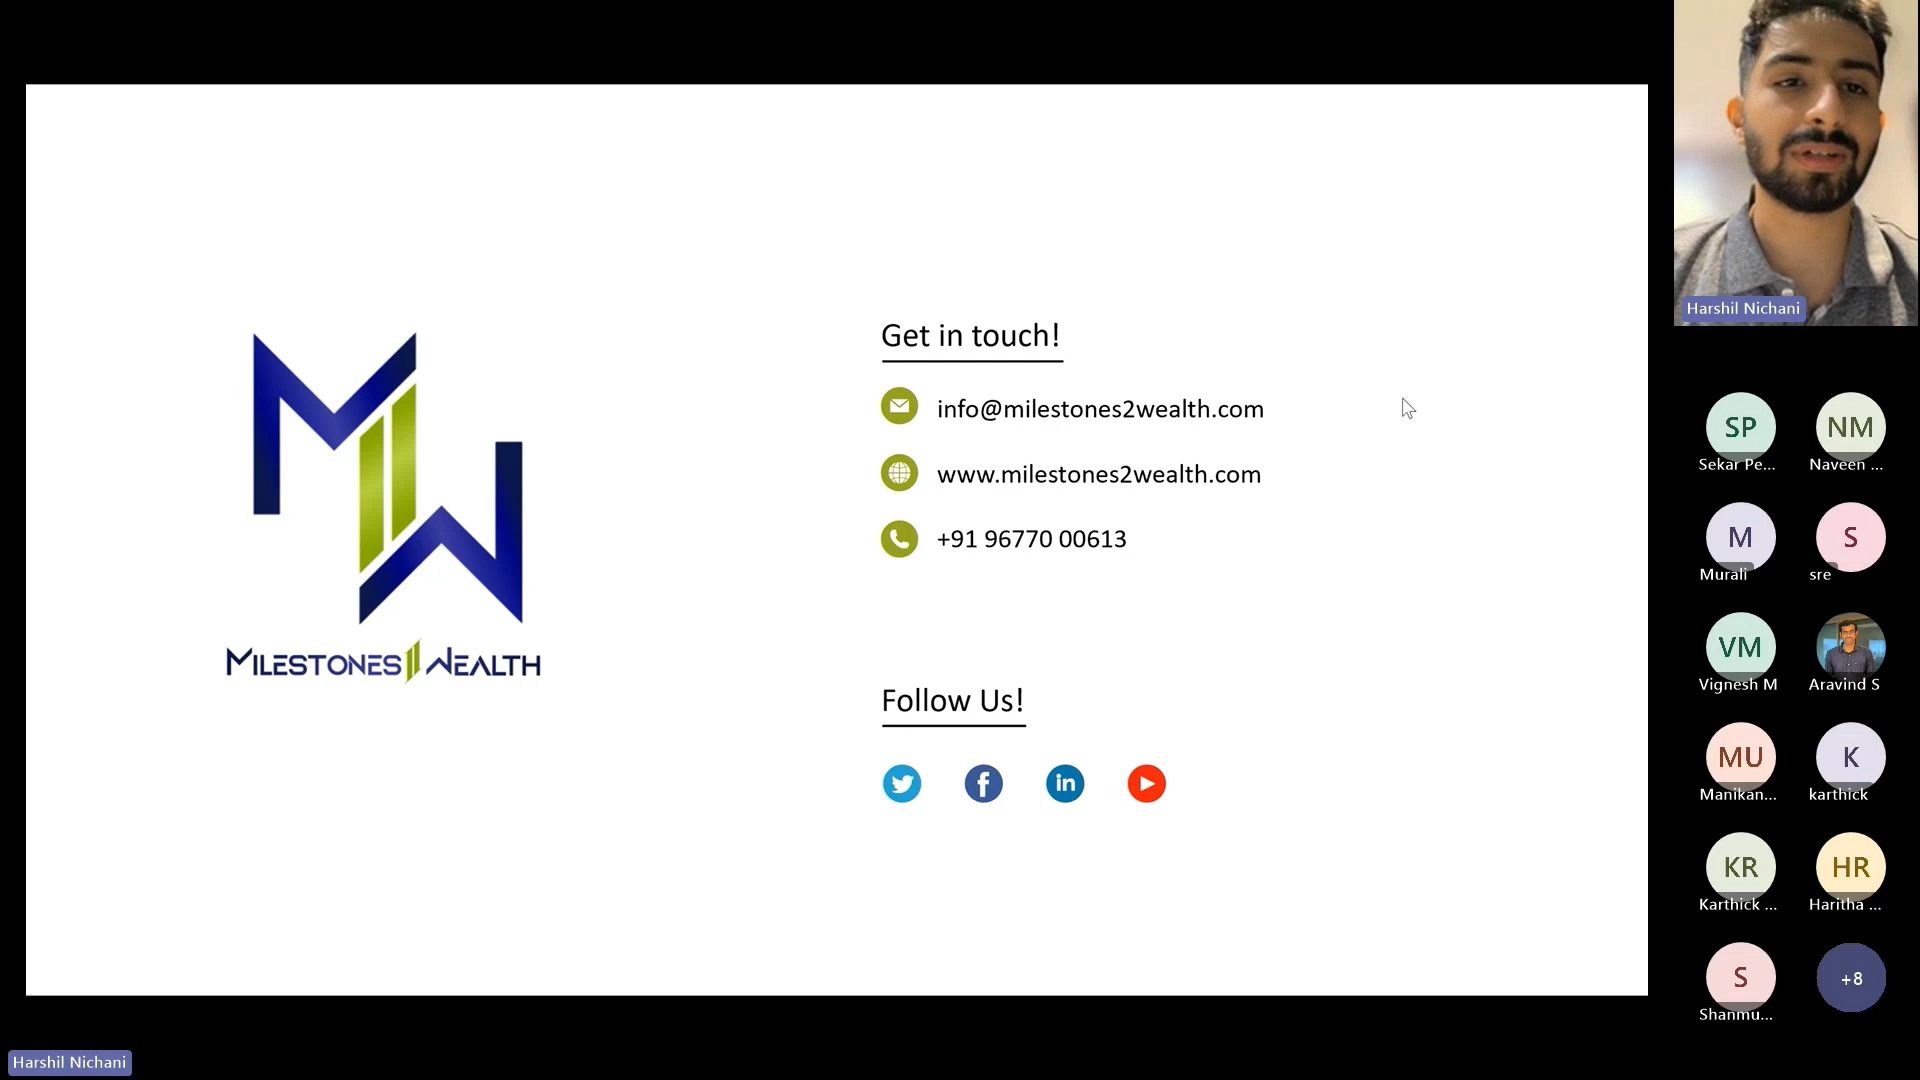 Get in touch!
info@milestones2wealth.com
www.milestones2wealth.com
+91 96770 00613
MILESTONES WEALTH
Follow Us!
Harshil Nichani
SP
NM
Sekar Pe...
Naveen ...
M
S
Murali
sre
VM
Vignesh M
Aravind S
MU
K
Manikan...
karthick
KR
HR
Karthick ...
Haritha ...
S
+8
Shanmu...
Harshil Nichani